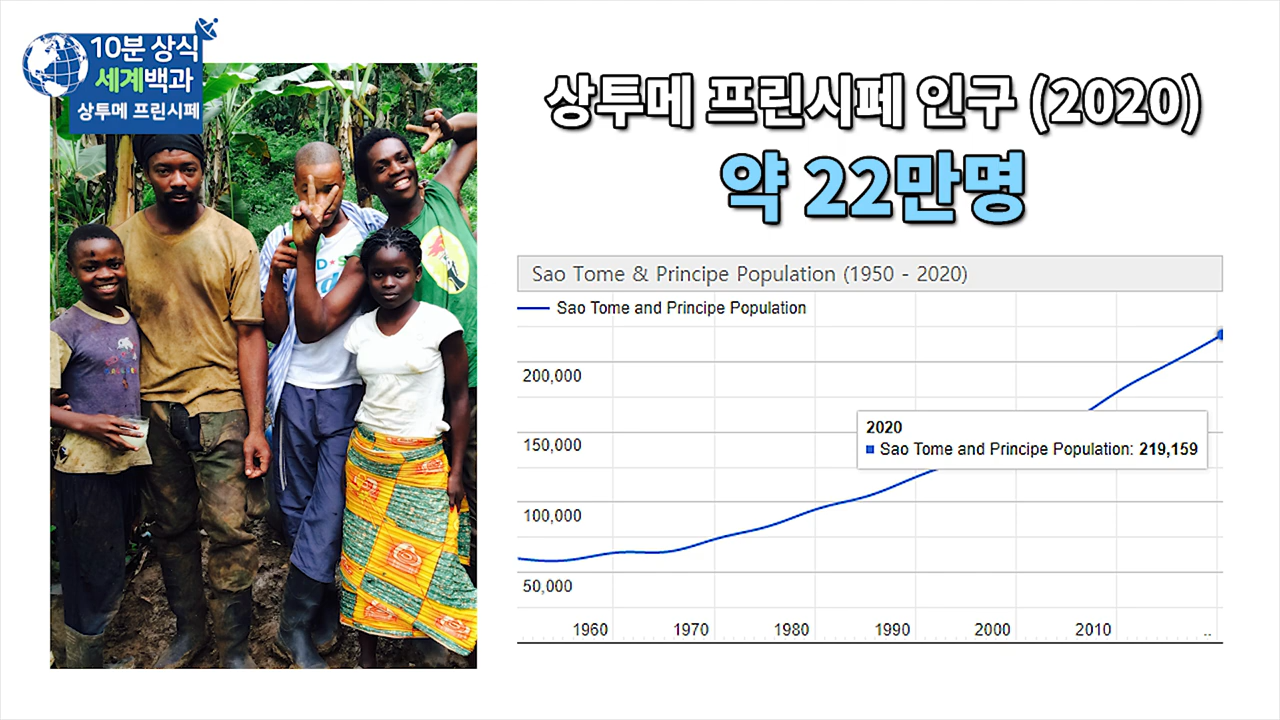 10분 상식
세계백과
상투메 프린시페
상투메 프린시페 인구 (2020)
약 22만명
Sao Tome & Principe Population (1950 - 2020)
Sao Tome and Principe Population
200,000
150,000
100,000
50,000
2020
Sao Tome and Principe Population: 219,159
1960 1970 1980 1990 2000 2010 ..